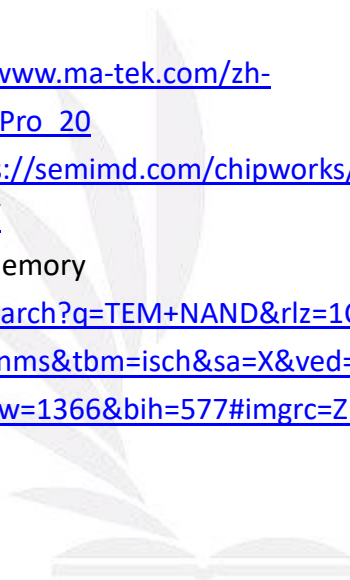 www.ma-tek.com/zh-
Pro_20
s://semimd.com/chipworks/
emory
arch?q=TEM+NAND&rlz=1
nms&tbm=isch&sa=X&ved=
w=1366&bih=577#imgrc=Z